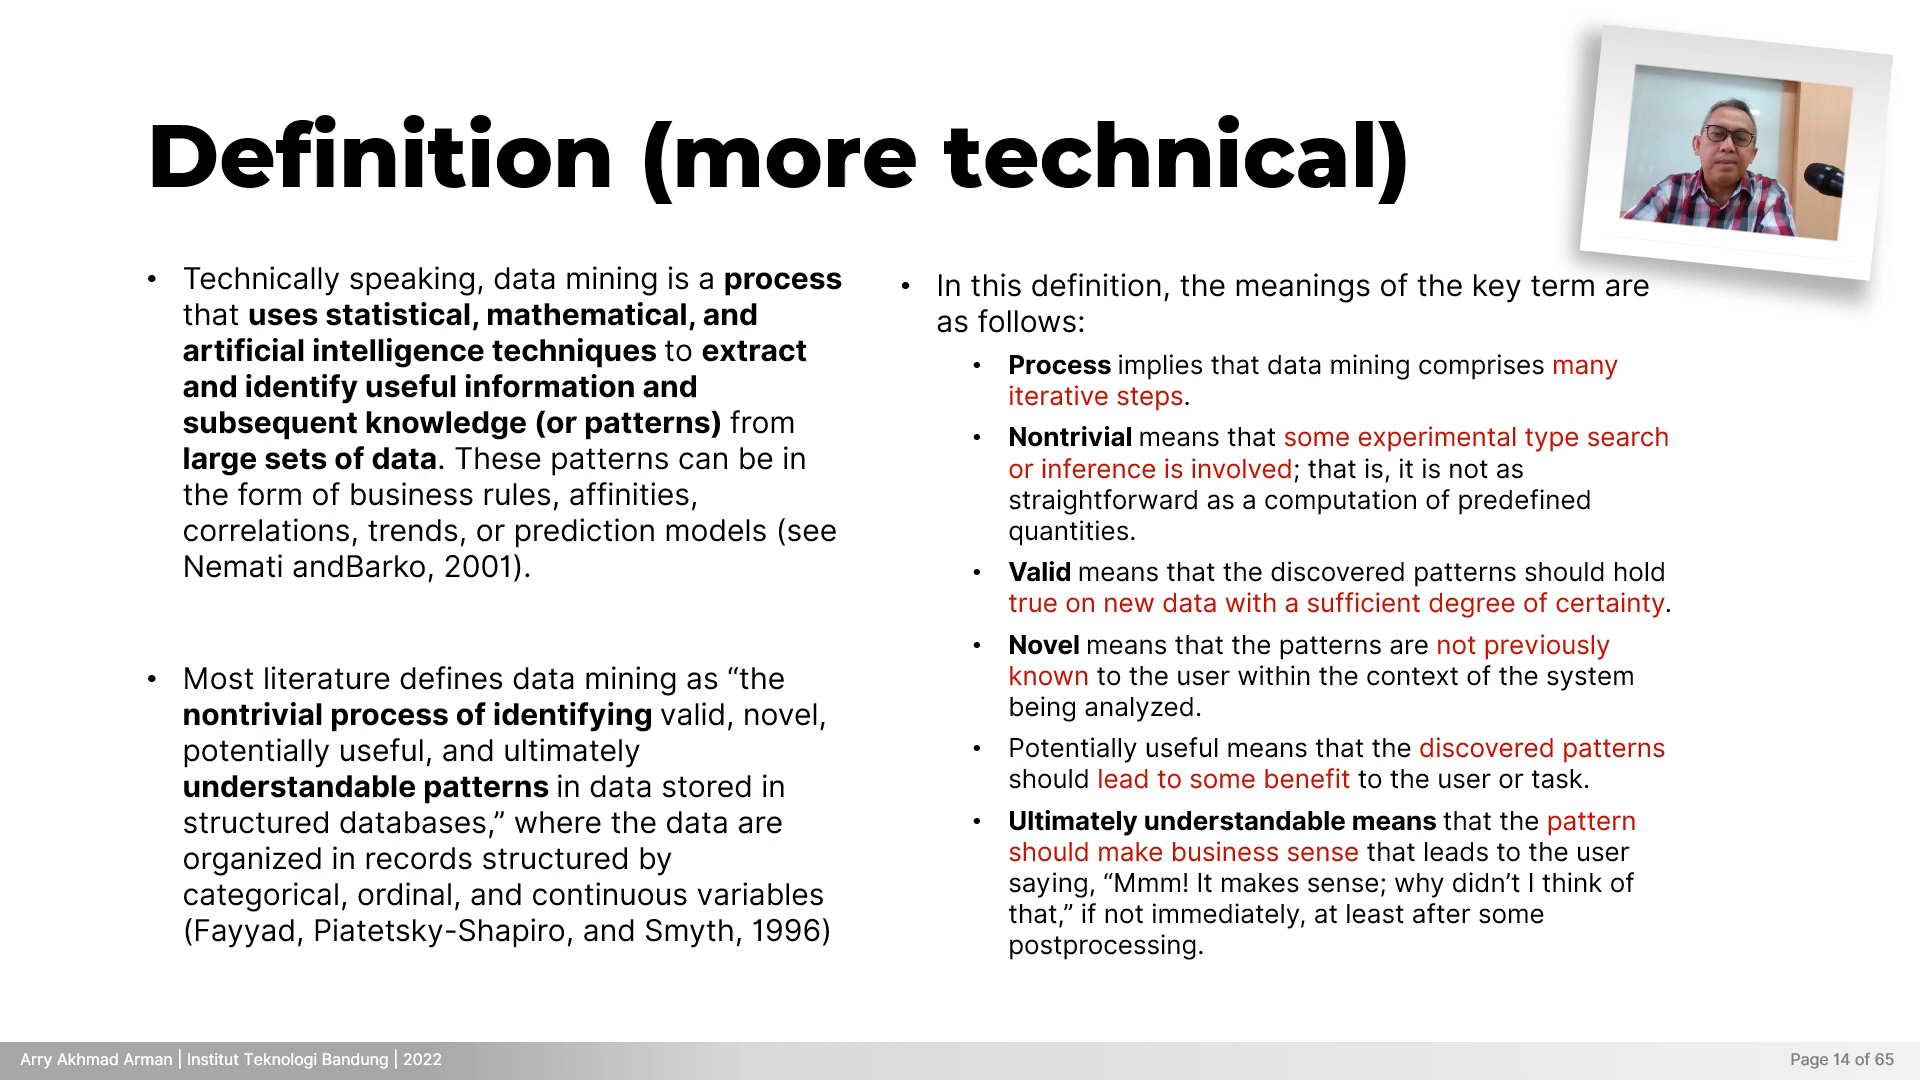 Definition (more technical)
• Technically speaking, data mining is a process
that uses statistical, mathematical, and
artificial intelligence techniques to extract
and identify useful information and
subsequent knowledge (or patterns) from
large sets of data. These patterns can be in
the form of business rules, affinities,
correlations, trends, or prediction models (see
Nemati andBarko, 2001).
• Most literature defines data mining as “the
nontrivial process of identifying valid, novel,
potentially useful, and ultimately
understandable patterns in data stored in
structured databases,” where the data are
organized in records structured by
categorical, ordinal, and continuous variables
(Fayyad, Piatetsky-Shapiro, and Smyth, 1996)
• In this definition, the meanings of the key term are
as follows:
• Process implies that data mining comprises many
iterative steps.
• Nontrivial means that some experimental type search
or inference is involved; that is, it is not as
straightforward as a computation of predefined
quantities.
• Valid means that the discovered patterns should hold
true on new data with a sufficient degree of certainty.
• Novel means that the patterns are not previously
known to the user within the context of the system
being analyzed.
• Potentially useful means that the discovered patterns
should lead to some benefit to the user or task.
• Ultimately understandable means that the pattern
should make business sense that leads to the user
saying, “Mmm! It makes sense; why didn’t I think of
that,” if not immediately, at least after some
postprocessing.
Arry Akhmad Arman | Institut Teknologi Bandung | 2022
Page 14 of 65